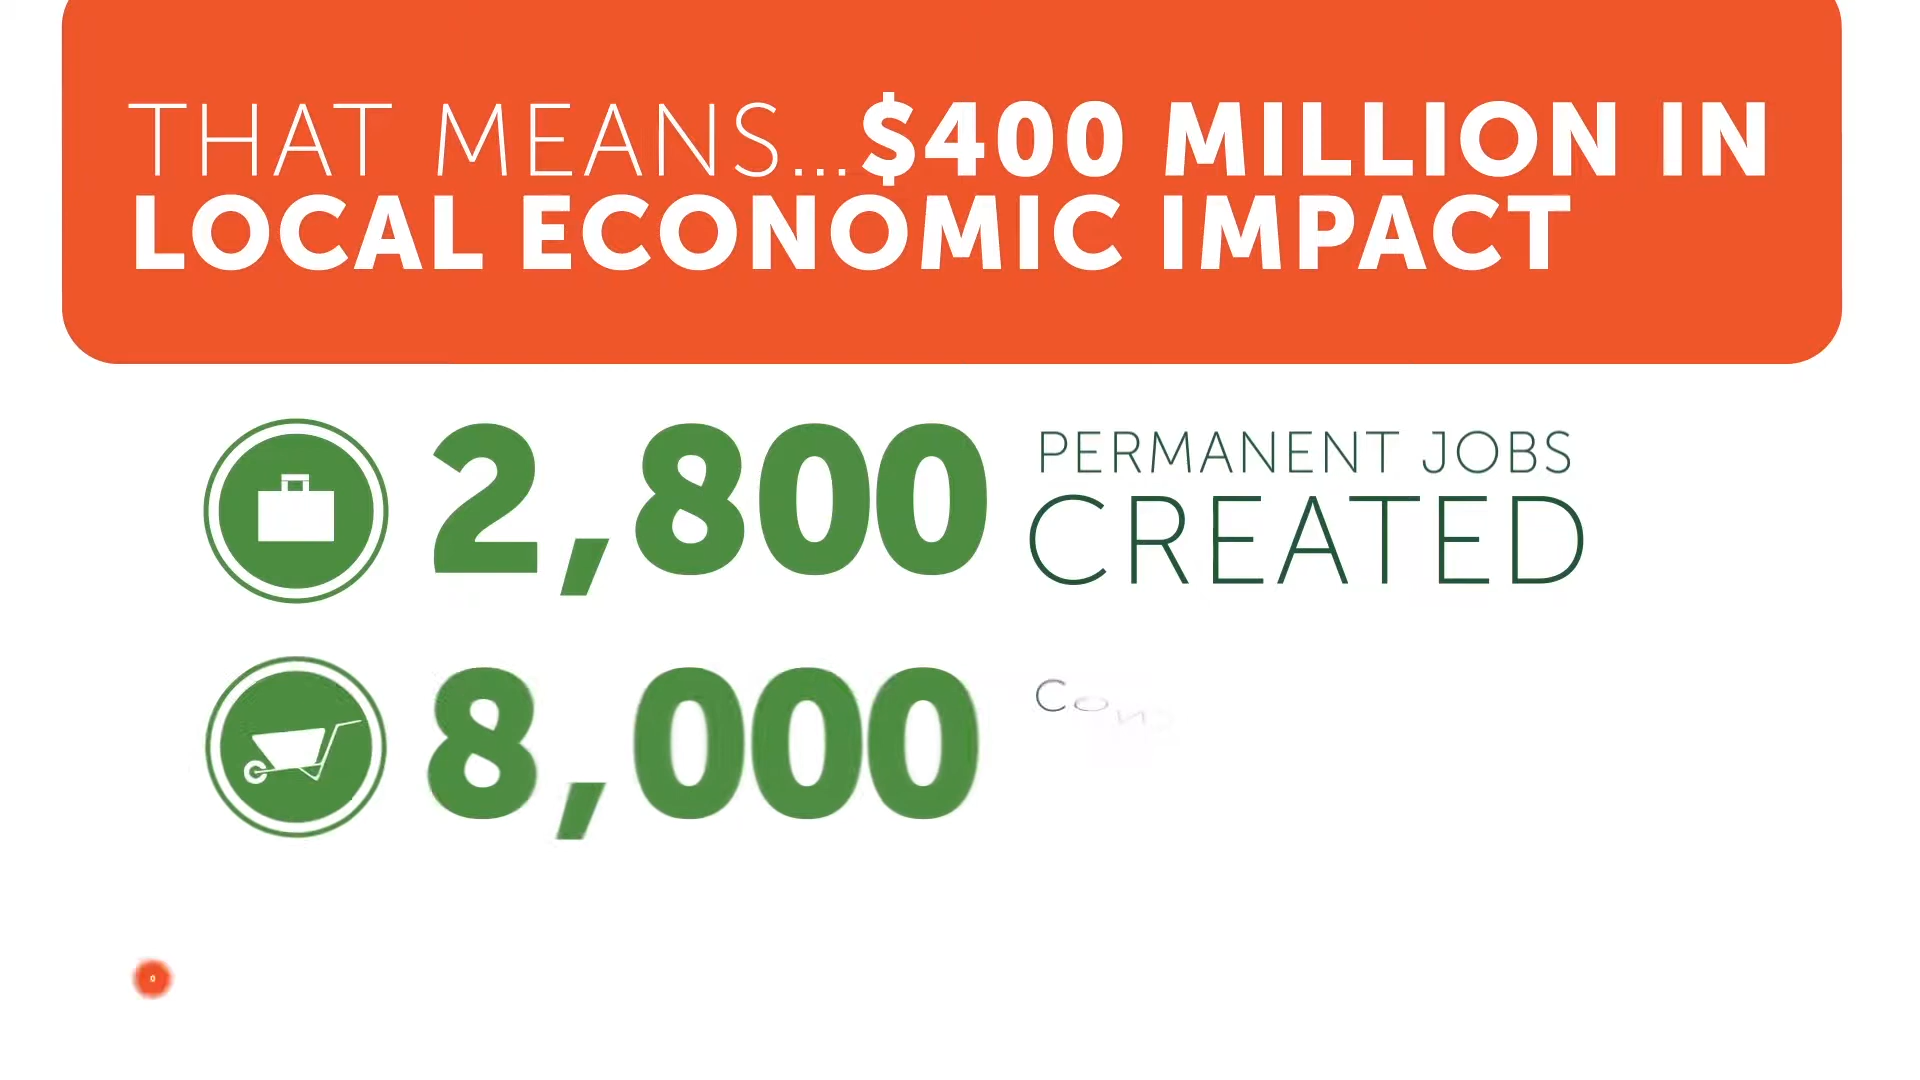 THAT MEANS...$400 MILLION IN
LOCAL ECONOMIC IMPACT
2,800 PERMANENT JOBS
CREATED
8,000